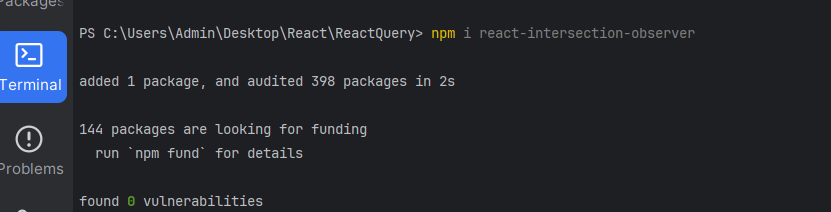 Packages
PS C:\Users\Admin\Desktop\React\ReactQuery> npm i react-intersection-observer
added 1 package, and audited 398 packages in 2s
Terminal
144 packages are looking for funding
run `npm fund` for details
Problems
found 0 vulnerabilities